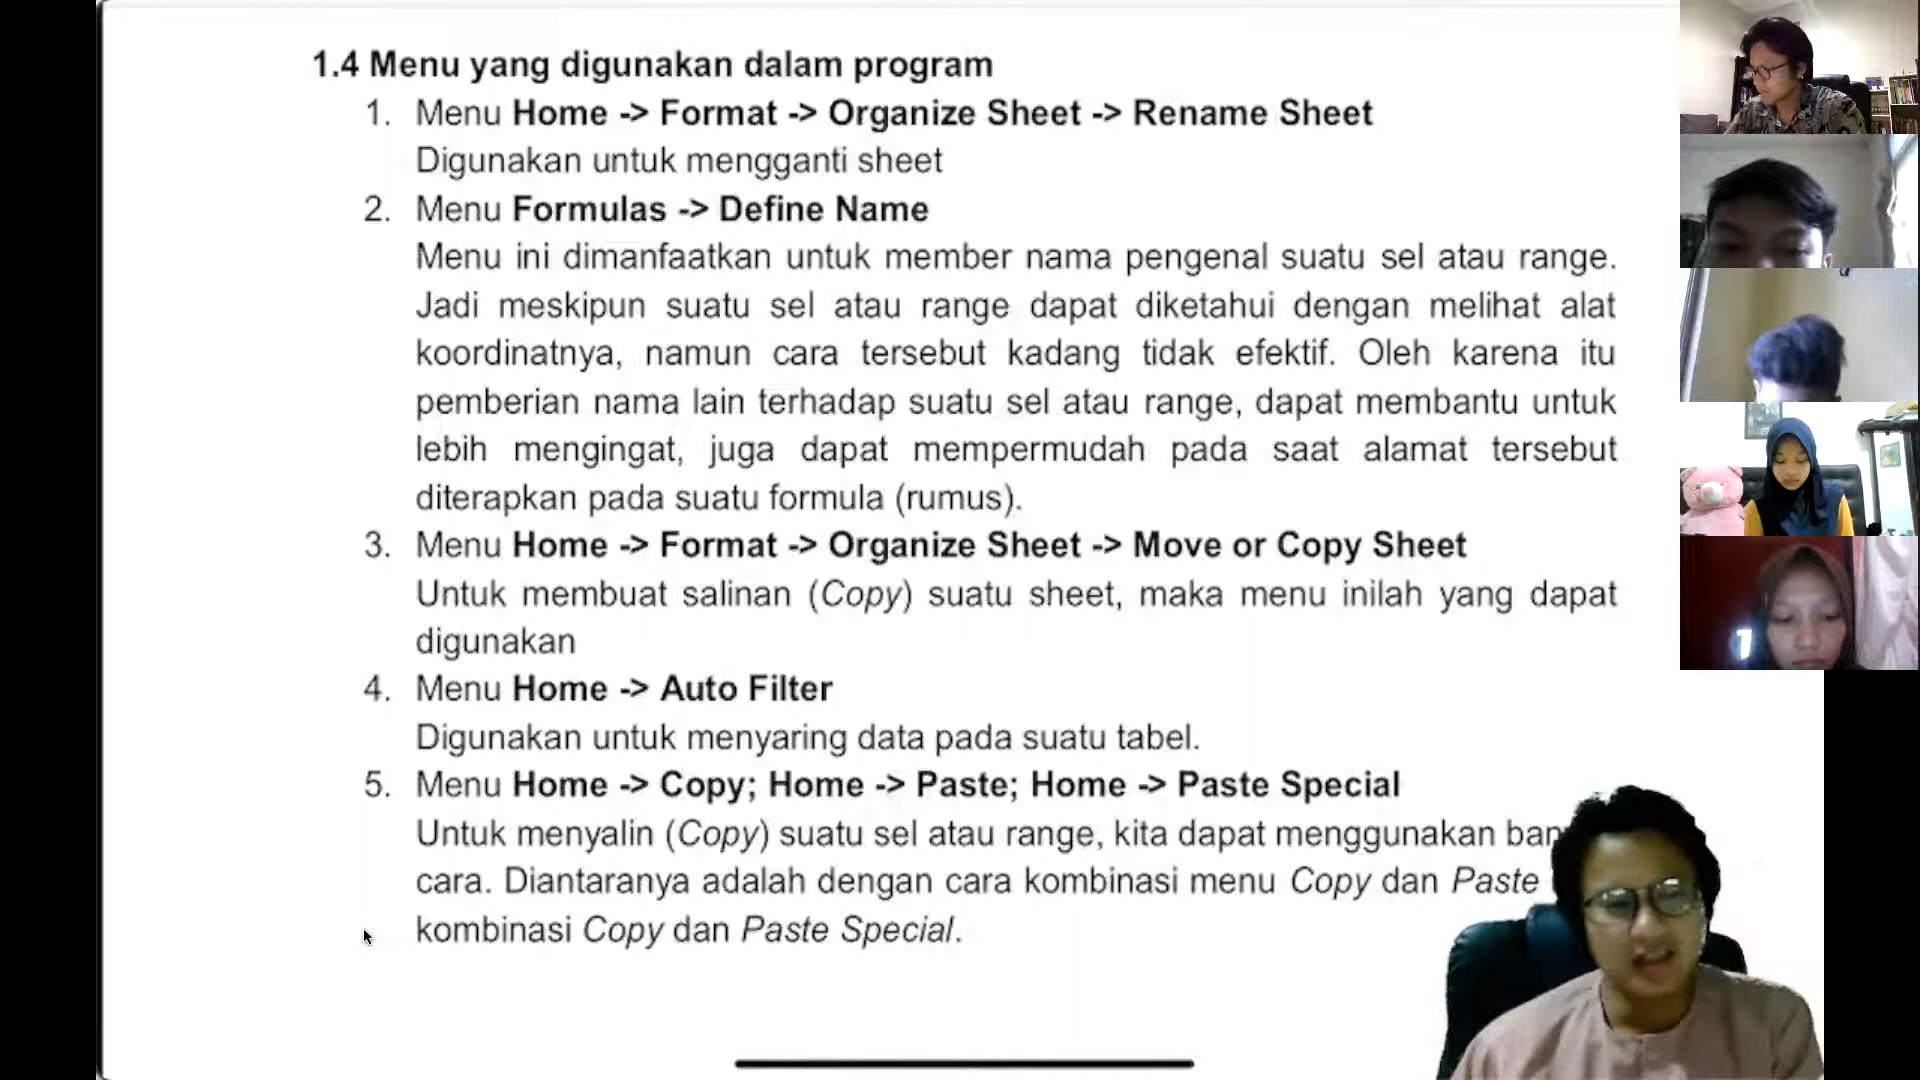 1.4 Menu yang digunakan dalam program
1. Menu Home -> Format -> Organize Sheet -> Rename Sheet
Digunakan untuk mengganti sheet
2. Menu Formulas -> Define Name
Menu ini dimanfaatkan untuk member nama pengenal suatu sel atau range.
Jadi meskipun suatu sel atau range dapat diketahui dengan melihat alat
koordinatnya, namun cara tersebut kadang tidak efektif. Oleh karena itu
pemberian nama lain terhadap suatu sel atau range, dapat membantu untuk
lebih mengingat, juga dapat mempermudah pada saat alamat tersebut
diterapkan pada suatu formula (rumus).
3. Menu Home -> Format -> Organize Sheet -> Move or Copy Sheet
Untuk membuat salinan (Copy) suatu sheet, maka menu inilah yang dapat
digunakan
4. Menu Home -> Auto Filter
Digunakan untuk menyaring data pada suatu tabel.
5. Menu Home -> Copy; Home -> Paste; Home -> Paste Special
Untuk menyalin (Copy) suatu sel atau range, kita dapat menggunakan
cara. Diantaranya adalah dengan cara kombinasi menu Copy dan Paste
kombinasi Copy dan Paste Special.